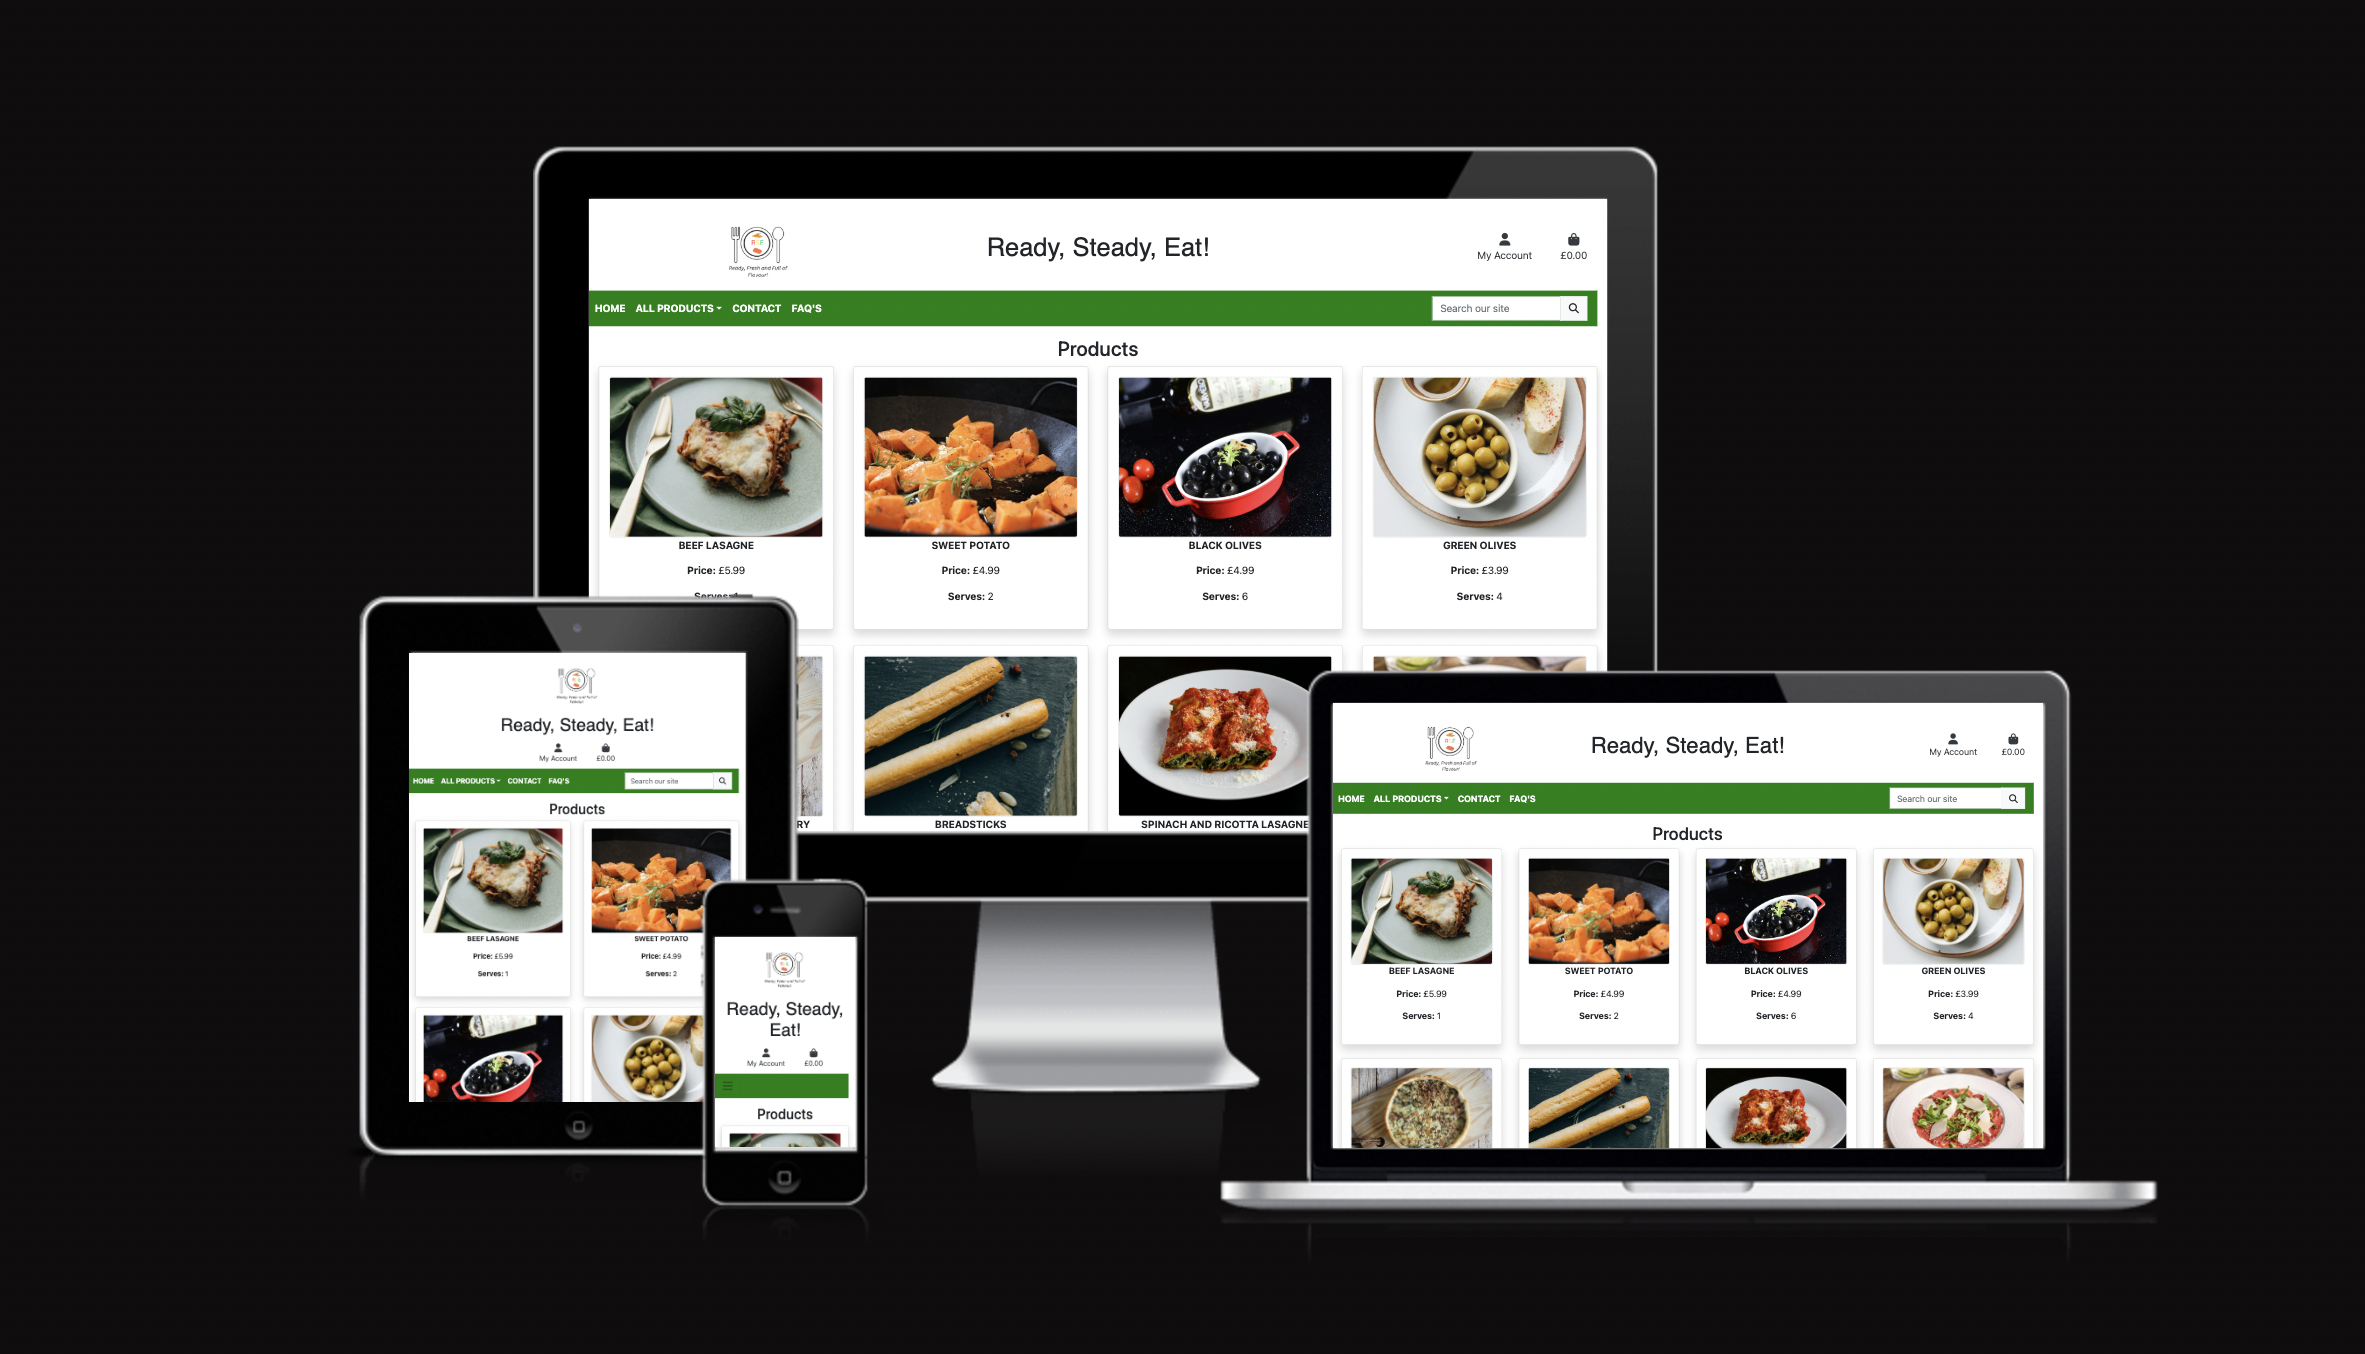 Ready, Fresh and Full of
Flavour!
Ready, Steady, Eat!
My Account
£0.00
HOME ALL PRODUCTS CONTACT FAQ'S
Search our site
Products
BEEF LASAGNE
Price: £5.99
Serves:
SWEET POTATO
Price: £4.99
Serves: 2
BLACK OLIVES
Price: £4.99
Serves: 6
GREEN OLIVES
Price: £3.99
Serves: 4
RY
BREADSTICKS
SPINACH AND RICOTTA LASAGNE
Ready, Steady, Eat!
My Account
£0.00
HOME ALL PRODUCTS CONTACT FAQ'S
Search our site
Products
BEEF LASAGNE
Price: £5.99
Serves: 1
SWEET POTATO
Price: £4.99
Serves: 2
Ready, Steady,
Eat!
My Account
£0.00
Products
Ready, Fresh and Full of
Flavour!
Ready, Steady, Eat!
My Account
£0.00
HOME ALL PRODUCTS CONTACT FAQ'S
Search our site
Products
BEEF LASAGNE
Price: £5.99
Serves: 1
SWEET POTATO
Price: £4.99
Serves: 2
BLACK OLIVES
Price: £4.99
Serves: 6
GREEN OLIVES
Price: £3.99
Serves: 4